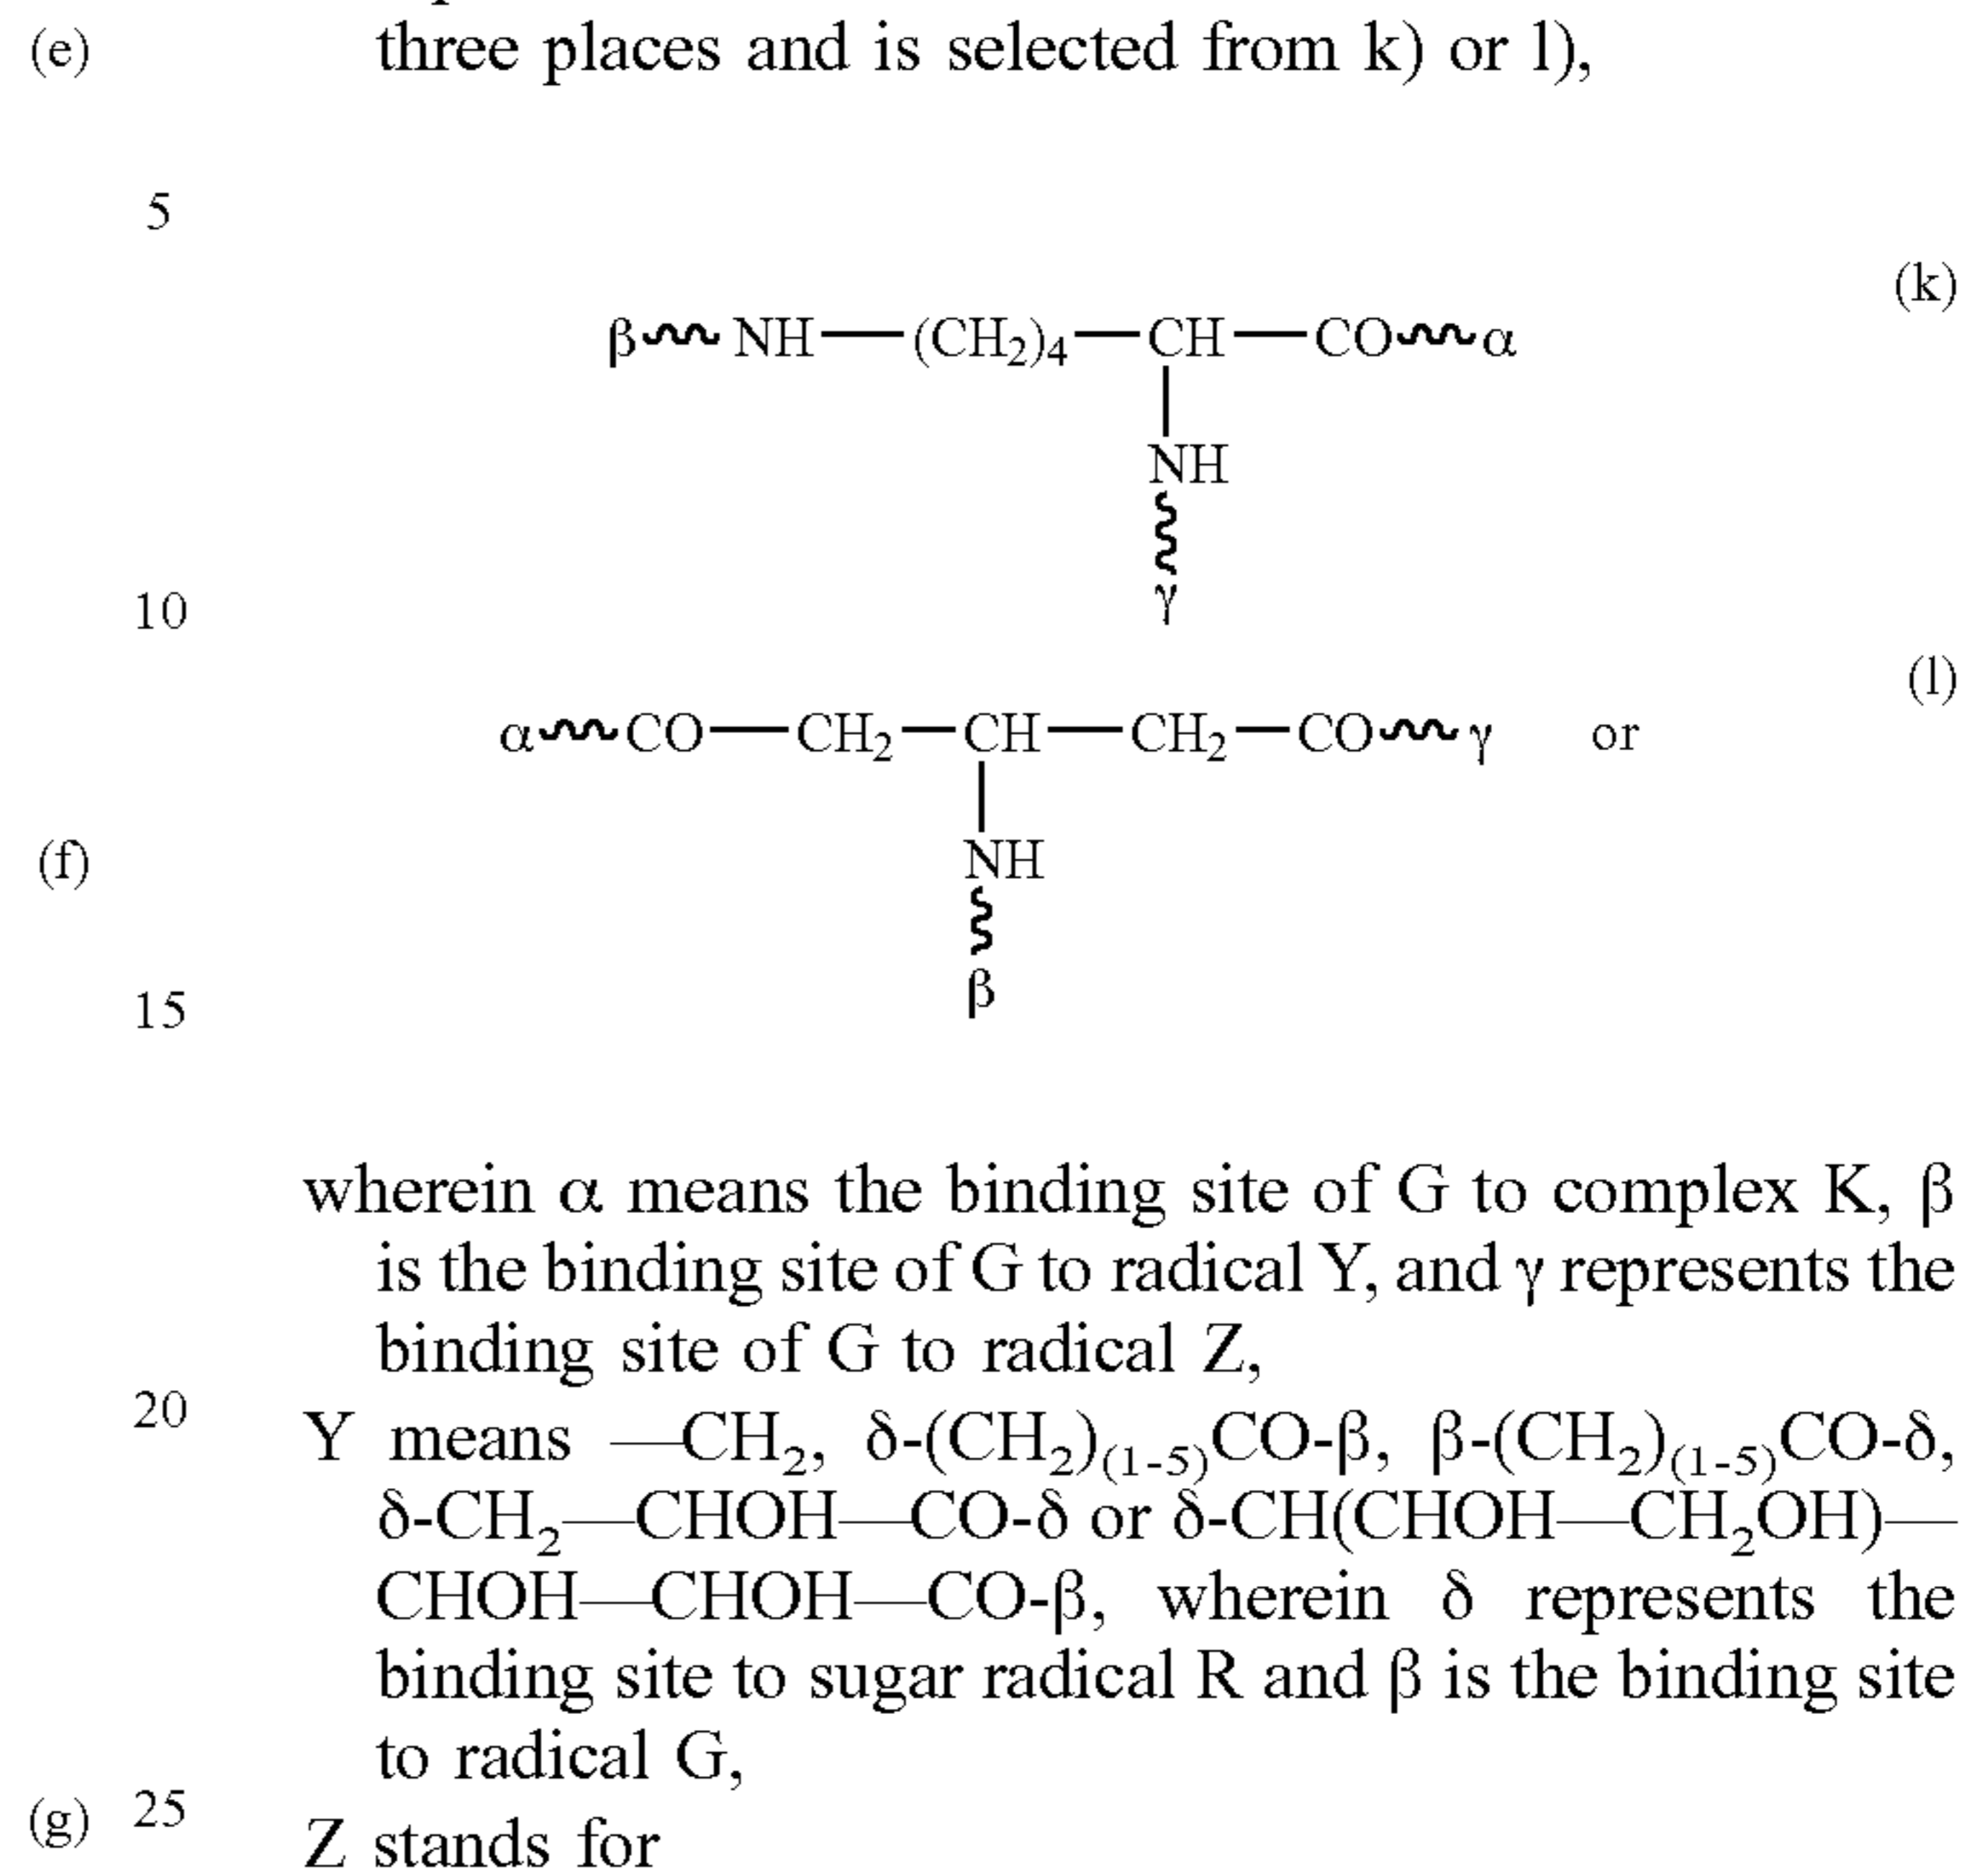 (e) three places and is selected from k) or l),
5
(k)
β NH—(CH₂)₄—CH—CO α
NH
γ
10
(l)
α CO—CH₂—CH—CH₂—CO γ or
(f) NH
β
15
wherein α means the binding site of G to complex K, β
is the binding site of G to radical Y, and γ represents the
binding site of G to radical Z,
20 Y means —CH₂, δ-(CH₂)₍₁₋₅₎CO-β, β-(CH₂)₍₁₋₅₎CO-δ,
δ-CH₂—CHOH—CO-δ or δ-CH(CHOH—CH₂OH)—
CHOH—CHOH—CO-β, wherein δ represents the
binding site to sugar radical R and β is the binding site
to radical G,
(g) 25 Z stands for